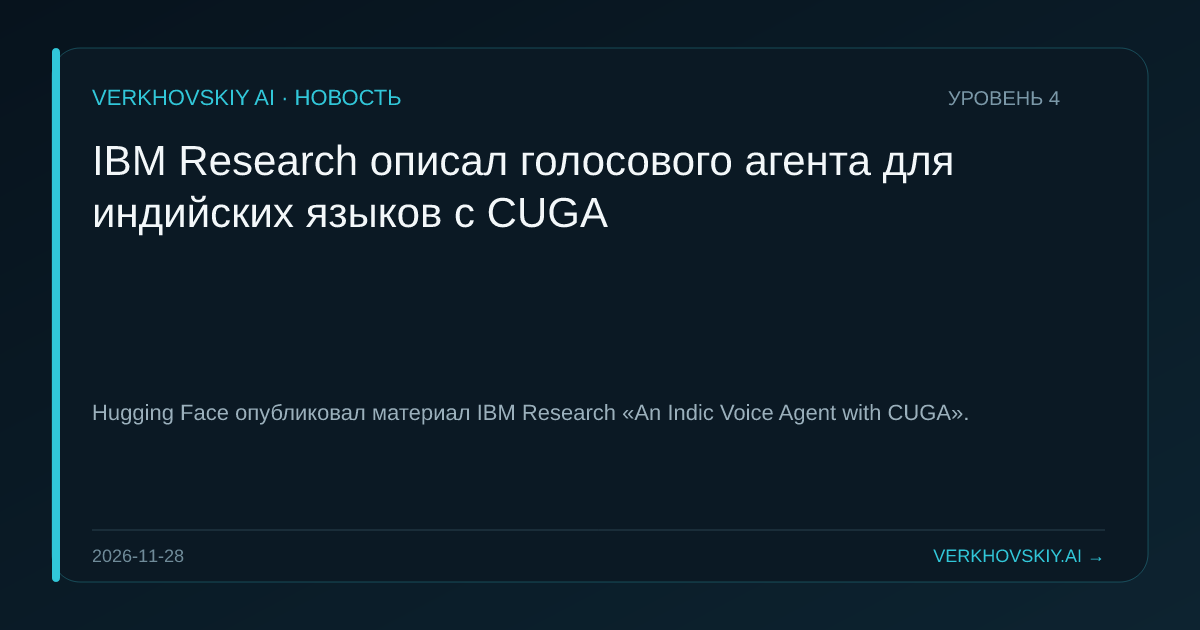 VERKHOVSKIY AI · НОВОСТЬ
УРОВЕНЬ 4
IBM Research описал голосового агента для
индийских языков с CUGA
Hugging Face опубликовал материал IBM Research «An Indic Voice Agent with CUGA».
2026-11-28
VERKHOVSKIY.AI →